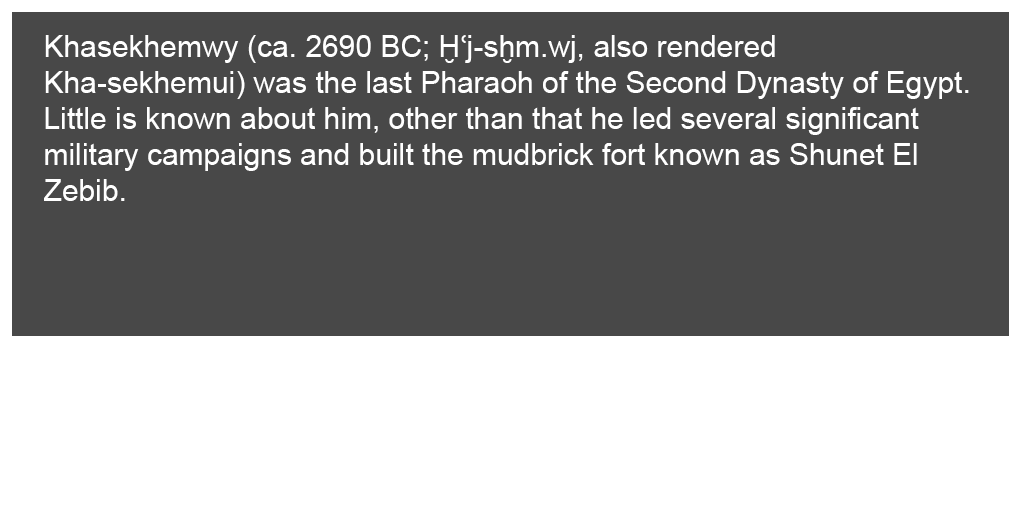 Khasekhemwy (ca. 2690 BC; Ḫʿj-sḫm.wj, also rendered
Kha-sekhemui) was the last Pharaoh of the Second Dynasty of Egypt.
Little is known about him, other than that he led several significant
military campaigns and built the mudbrick fort known as Shunet El
Zebib.